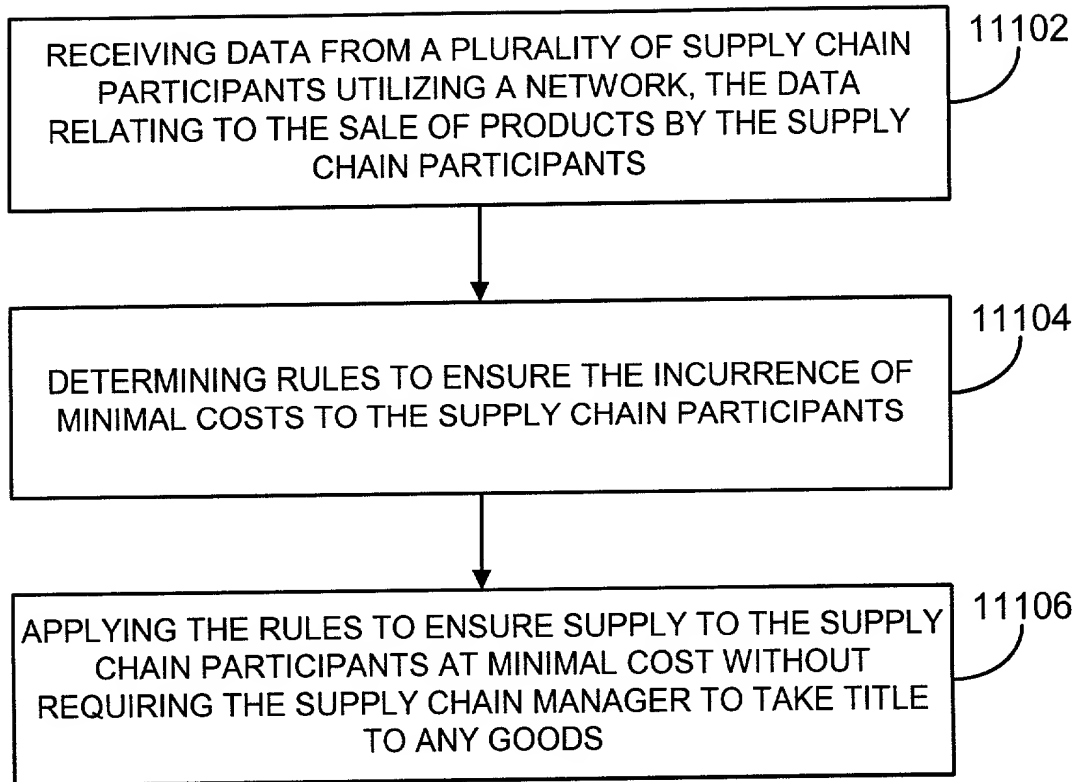 RECEIVING DATA FROM A PLURALITY OF SUPPLY CHAIN
PARTICIPANTS UTILIZING A NETWORK, THE DATA
RELATING TO THE SALE OF PRODUCTS BY THE SUPPLY
CHAIN PARTICIPANTS
11102
DETERMINING RULES TO ENSURE THE INCURRENCE OF
MINIMAL COSTS TO THE SUPPLY CHAIN PARTICIPANTS
11104
APPLYING THE RULES TO ENSURE SUPPLY TO THE SUPPLY
CHAIN PARTICIPANTS AT MINIMAL COST WITHOUT
REQUIRING THE SUPPLY CHAIN MANAGER TO TAKE TITLE
TO ANY GOODS
11106